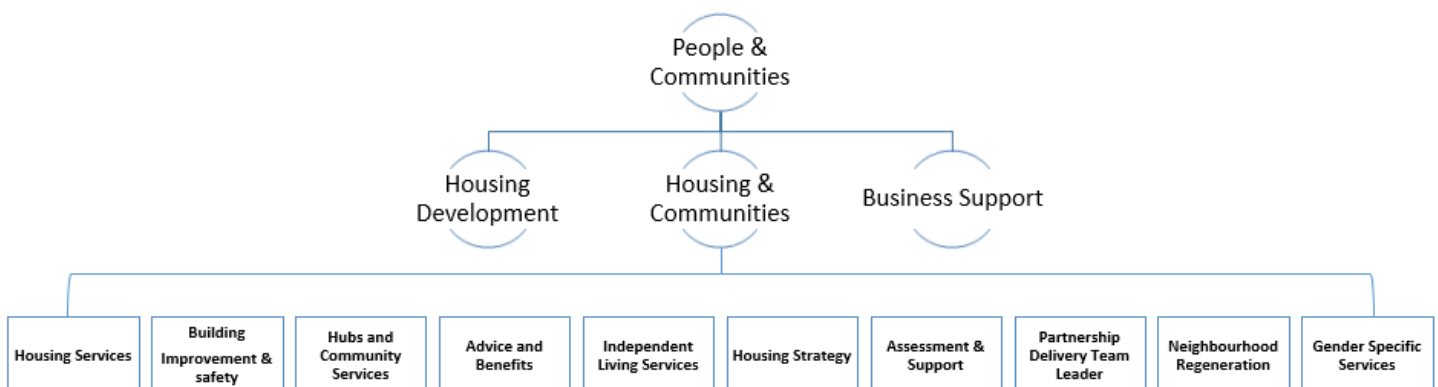 People &
Communities
Housing
Development
Housing &
Communities
Business Support
Housing Services
Building
Improvement &
safety
Hubs and
Community
Services
Advice and
Benefits
Independent
Living Services
Housing Strategy
Assessment &
Support
Partnership
Delivery Team
Leader
Neighbourhood
Regeneration
Gender Specific
Services